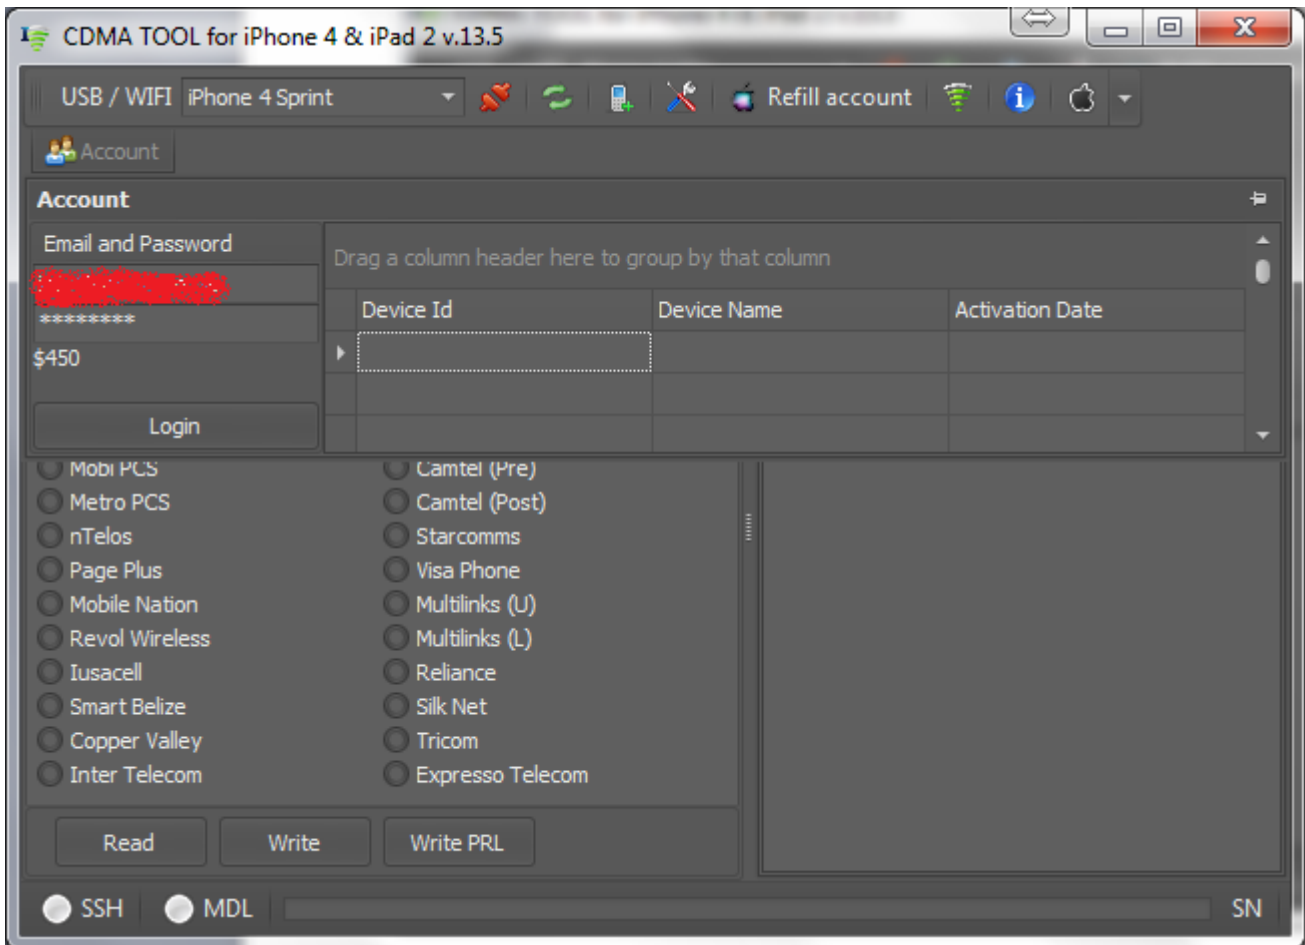 CDMA TOOL for iPhone 4 & iPad 2 v.13.5
USB / WIFI iPhone 4 Sprint Refill account
Account
Account
Email and Password
Drag a column header here to group by that column
Device Id Device Name Activation Date
********
$450
Login
Mobi PCS Camtel (Pre)
Metro PCS Camtel (Post)
nTelos Starcomms
Page Plus Visa Phone
Mobile Nation Multilinks (U)
Revol Wireless Multilinks (L)
Iusacell Reliance
Smart Belize Silk Net
Copper Valley Tricom
Inter Telecom Expresso Telecom
Read Write Write PRL
SSH MDL SN